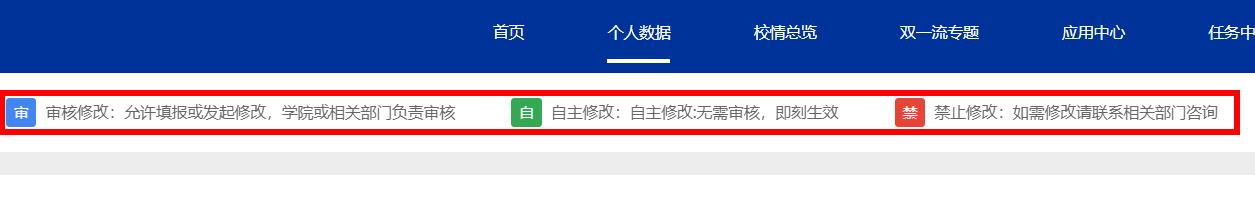 首页 个人数据 校情总览 双一流专题 应用中心 任务中
审 审核修改：允许填报或发起修改，学院或相关部门负责审核 自 自主修改：自主修改:无需审核，即刻生效 禁 禁止修改：如需修改请联系相关部门咨询